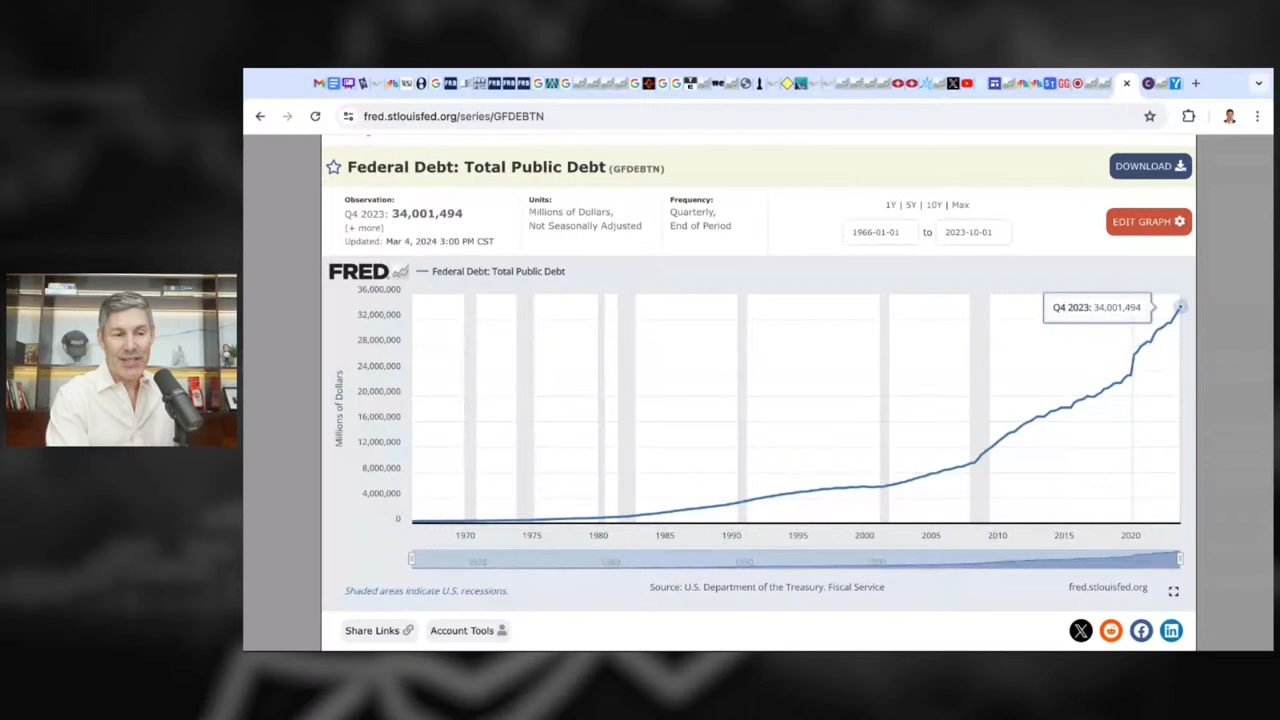 fred.stlouisfed.org/series/GFDEBTN
Federal Debt: Total Public Debt (GFDEBTN)
DOWNLOAD
Observation:
Q4 2023: 34,001,494
(+ more)
Updated: Mar 4, 2024 3:00 PM CST
Units:
Millions of Dollars,
Not Seasonally Adjusted
Frequency:
Quarterly,
End of Period
1Y | 5Y | 10Y | Max
1966-01-01 to 2023-10-01
EDIT GRAPH
FRED
Federal Debt: Total Public Debt
Millions of Dollars
36,000,000
32,000,000
28,000,000
24,000,000
20,000,000
16,000,000
12,000,000
8,000,000
4,000,000
0
Q4 2023: 34,001,494
1970 1975 1980 1985 1990 1995 2000 2005 2010 2015 2020
1970 1980 1990 2000
Shaded areas indicate U.S. recessions.
Source: U.S. Department of the Treasury. Fiscal Service
fred.stlouisfed.org
Share Links
Account Tools